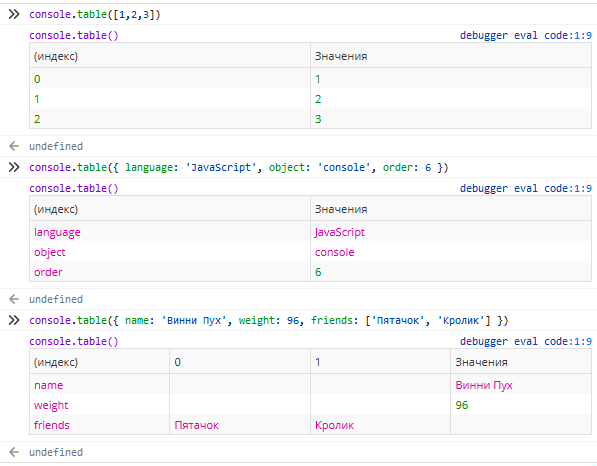 console.table([1,2,3])
console.table() debugger eval code:1:9
(индекс) Значения
0 1
1 2
2 3
undefined
console.table({ language: 'JavaScript', object: 'console', order: 6 })
console.table() debugger eval code:1:9
(индекс) Значения
language JavaScript
object console
order 6
undefined
console.table({ name: 'Винни Пух', weight: 96, friends: ['Пятачок', 'Кролик'] })
console.table() debugger eval code:1:9
(индекс) 0 1 Значения
name Винни Пух
weight 96
friends Пятачок Кролик
undefined